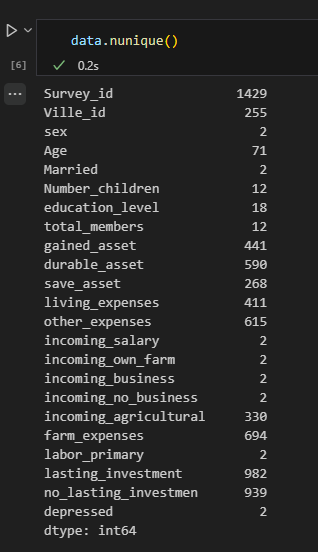 data.nunique()
[6]
0.2s
...
Survey_id 1429
Ville_id 255
sex 2
Age 71
Married 2
Number_children 12
education_level 18
total_members 12
gained_asset 441
durable_asset 590
save_asset 268
living_expenses 411
other_expenses 615
incoming_salary 2
incoming_own_farm 2
incoming_business 2
incoming_no_business 2
incoming_agricultural 330
farm_expenses 694
labor_primary 2
lasting_investment 982
no_lasting_investmen 939
depressed 2
dtype: int64